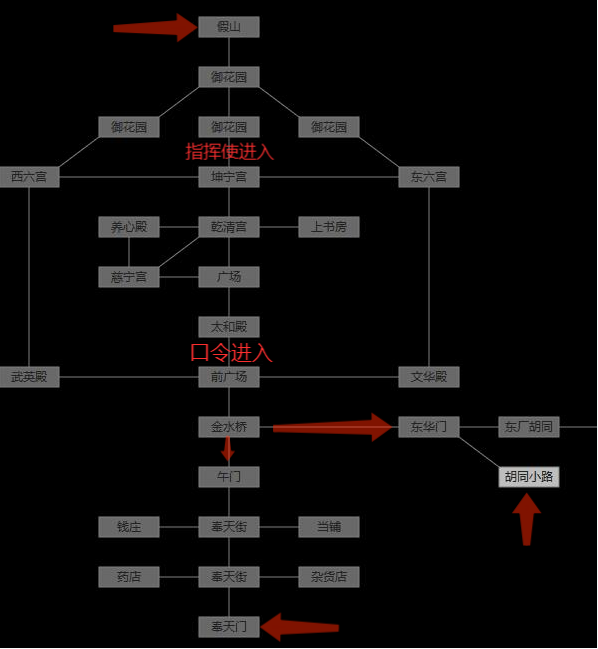 假山
御花园
御花园
御花园
御花园
指挥使进入
西六宫
坤宁宫
东六宫
养心殿
乾清宫
上书房
慈宁宫
广场
太和殿
口令进入
武英殿
前广场
文华殿
金水桥
东华门
东厂胡同
午门
胡同小路
钱庄
奉天街
当铺
药店
奉天街
杂货店
奉天门